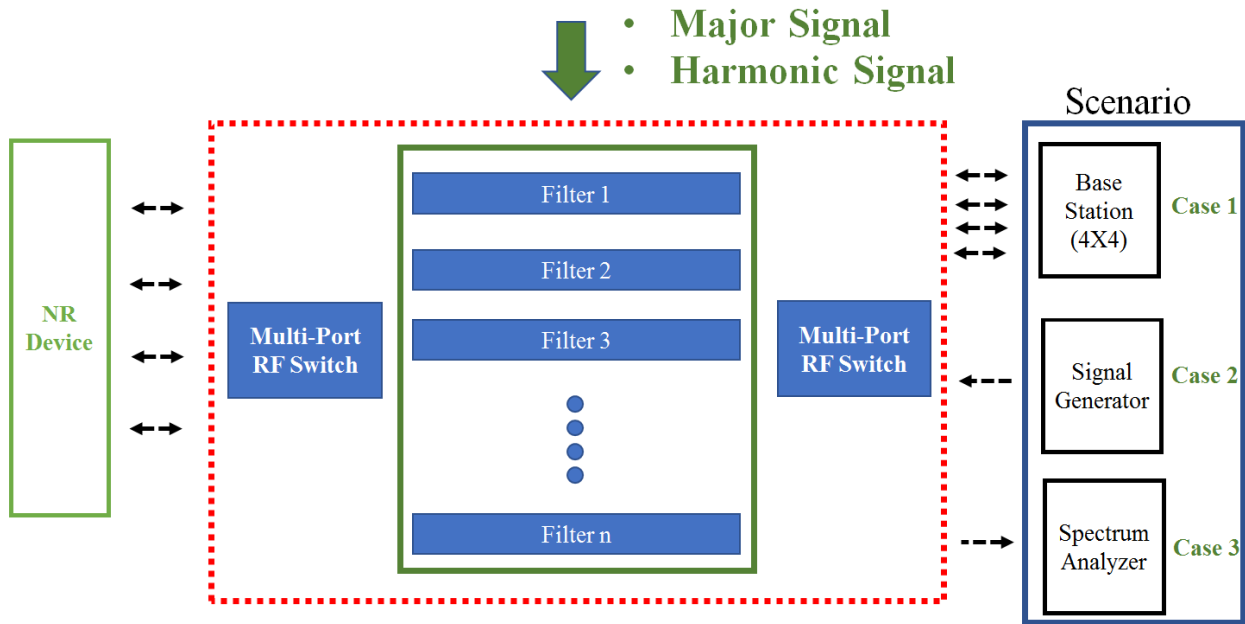 • Major Signal
• Harmonic Signal
Scenario
NR
Device
Multi-Port
RF Switch
Filter 1
Filter 2
Filter 3
Filter n
Multi-Port
RF Switch
Base
Station
(4X4)
Case 1
Signal
Generator
Case 2
Spectrum
Analyzer
Case 3